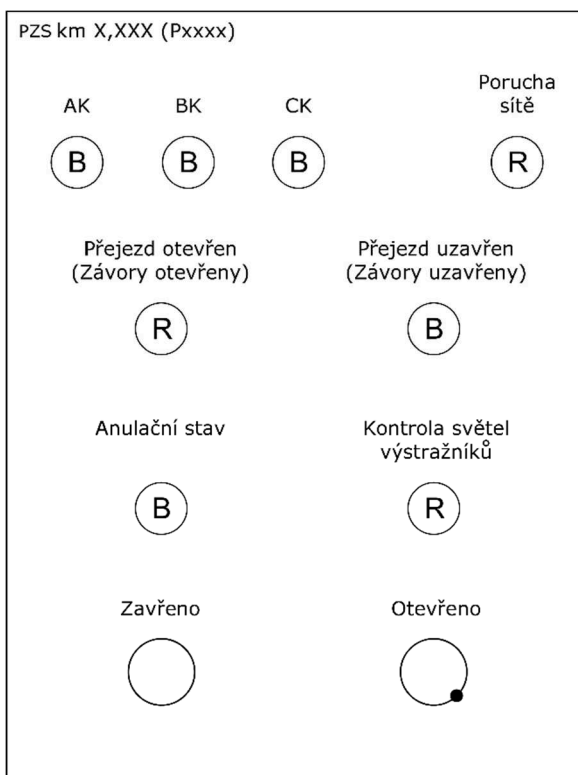 PZS km X,XXX (Pxxxx)
Porucha
sítě
AK BK CK
B B B R
Přejezd otevřen
(Závory otevřeny)
Přejezd uzavřen
(Závory uzavřeny)
R B
Anulační stav
Kontrola světel
výstražníků
B R
Zavřeno Otevřeno